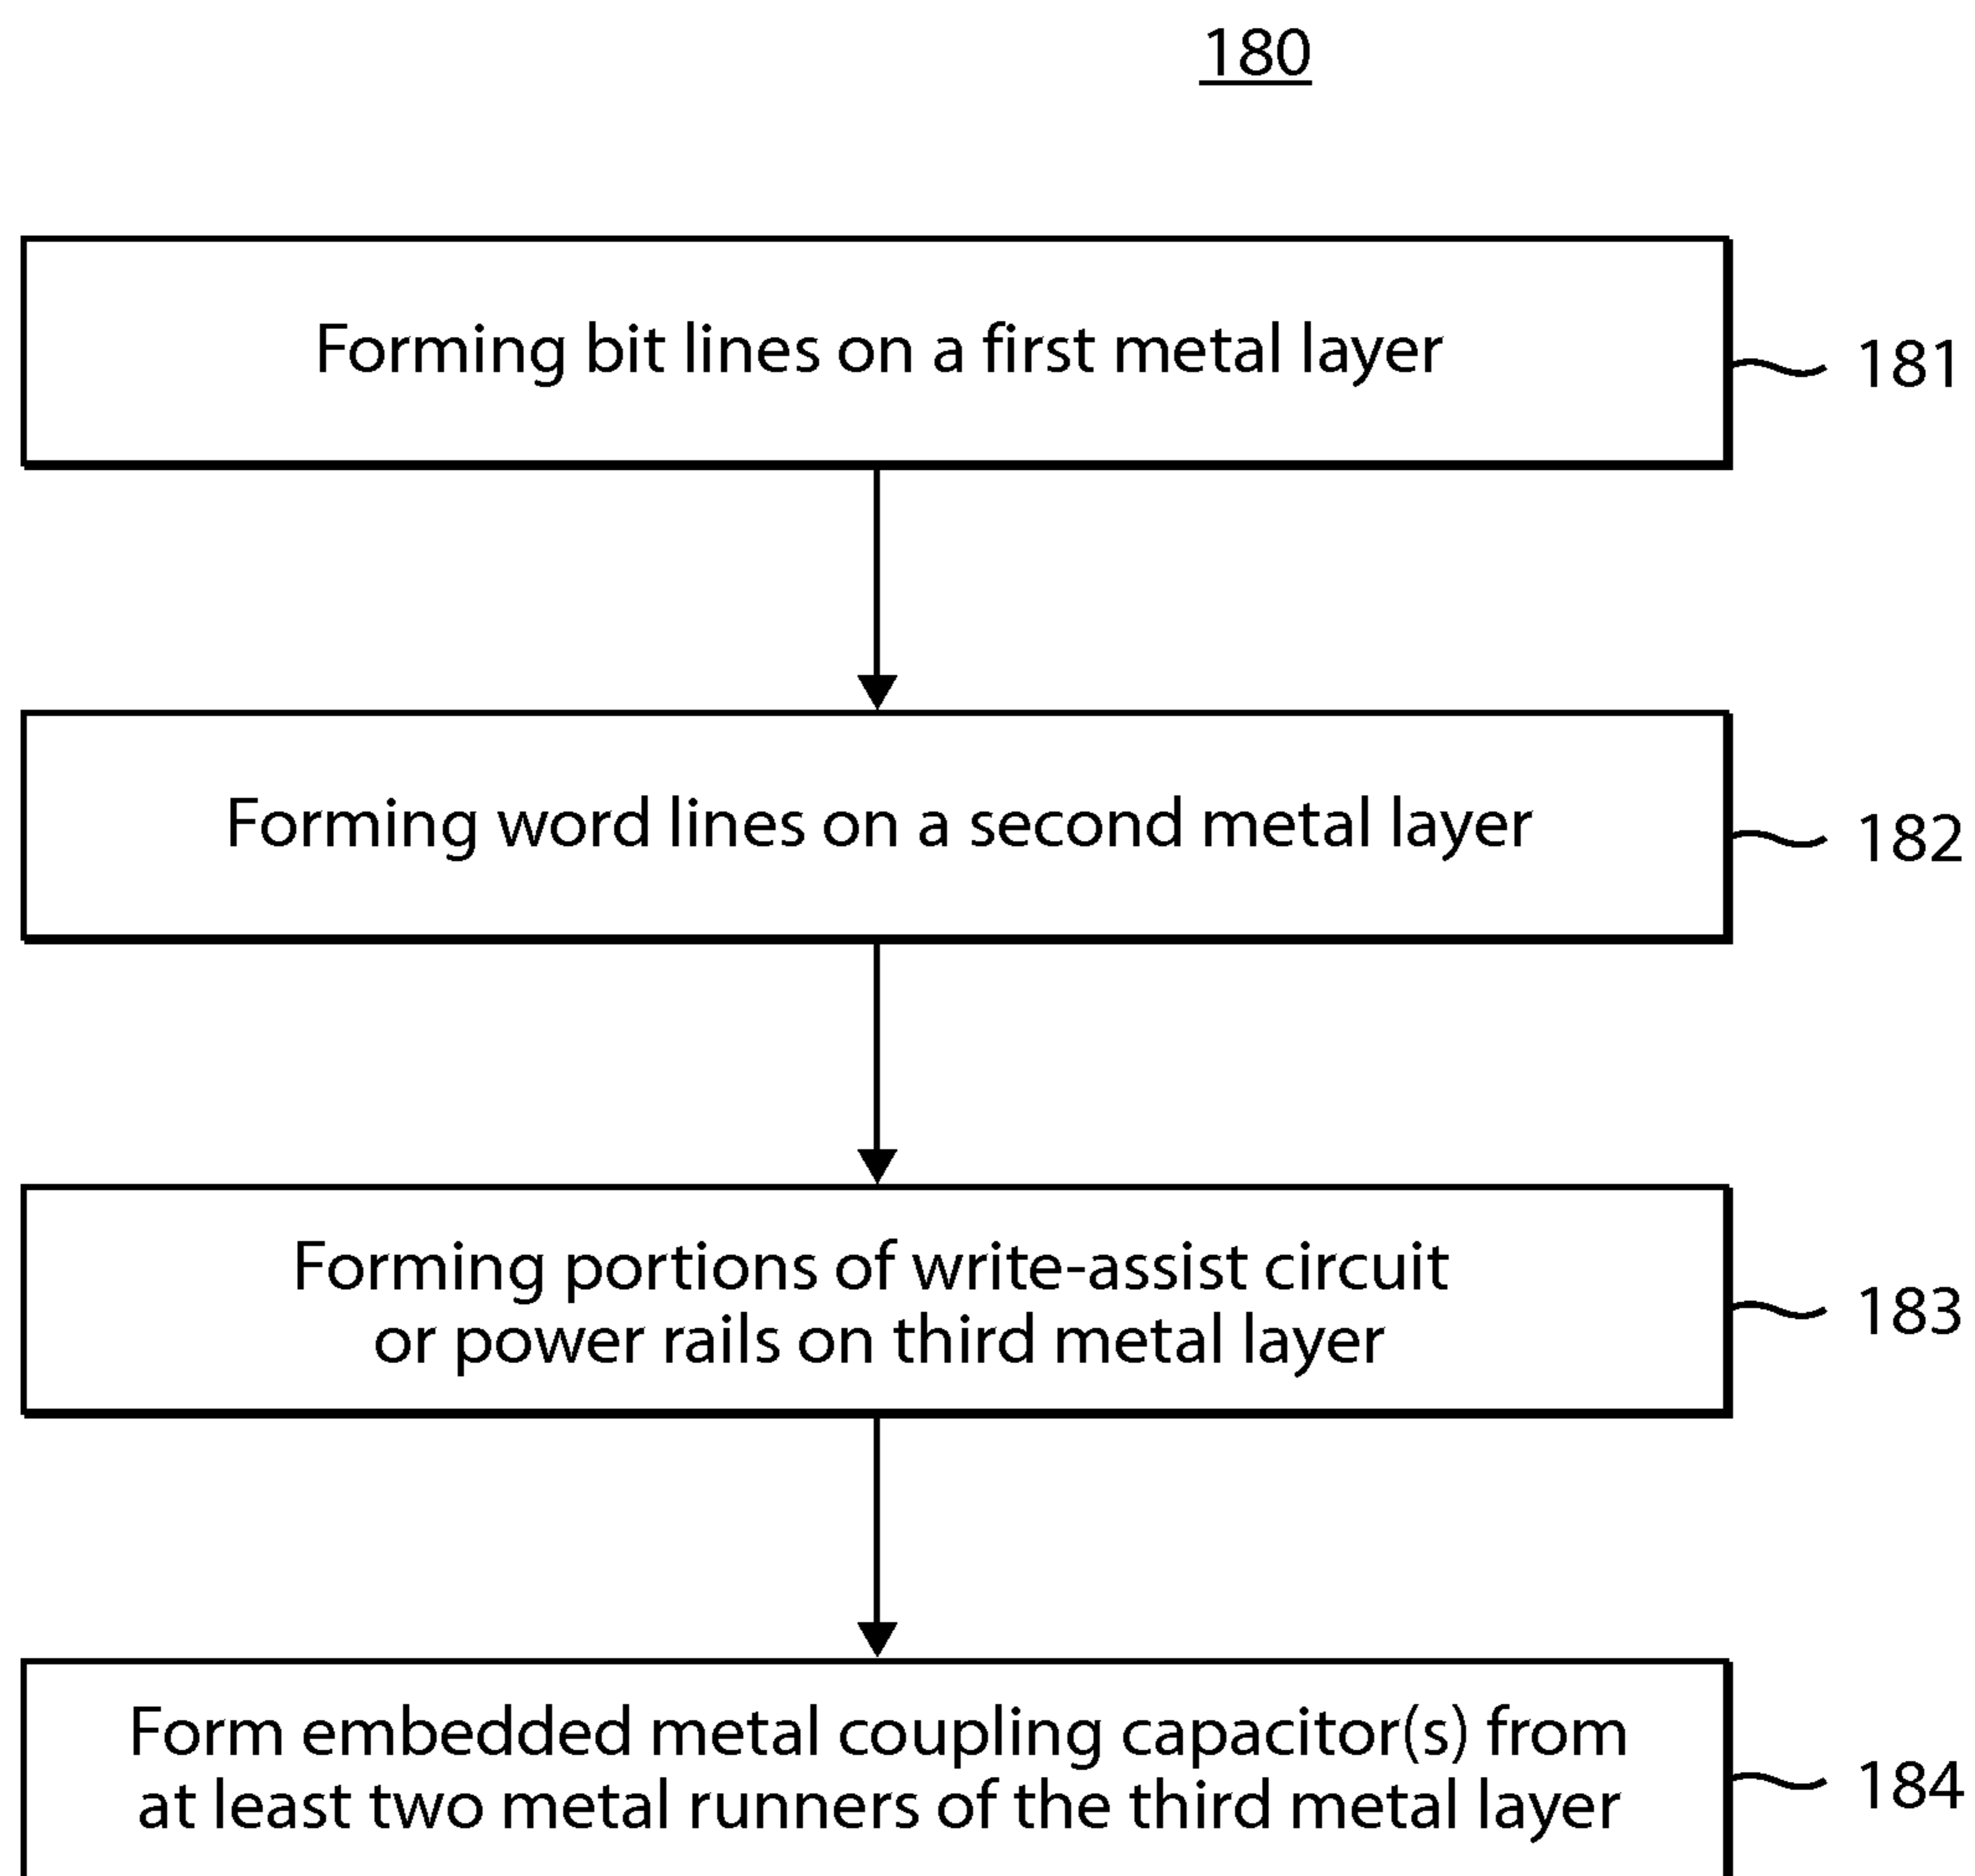 180
Forming bit lines on a first metal layer
181
Forming word lines on a second metal layer
182
Forming portions of write-assist circuit
or power rails on third metal layer
183
Form embedded metal coupling capacitor(s) from
at least two metal runners of the third metal layer
184